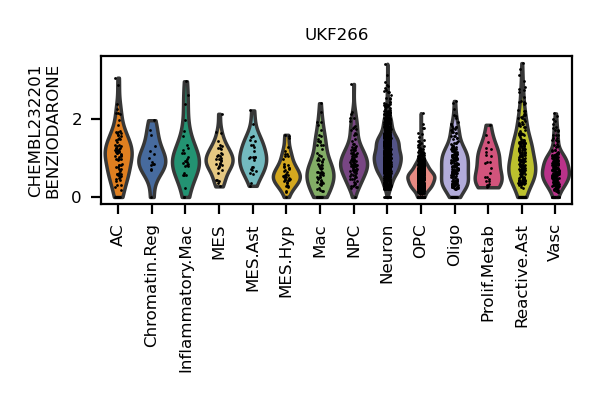 UKF266
CHEMBL232201
BENZIODARONE
2
0
AC
Chromatin.Reg
Inflammatory.Mac
MES
MES.Ast
MES.Hyp
Mac
NPC
Neuron
OPC
Oligo
Prolif.Metab
Reactive.Ast
Vasc